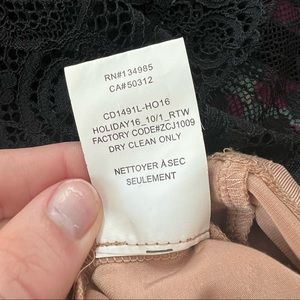 RN#134985
CA#50312
CD1491L-HO16
HOLIDAY16_10/1_RTW
FACTORY CODE#ZCJ1009
DRY CLEAN ONLY
NETTOYER À SEC
SEULEMENT